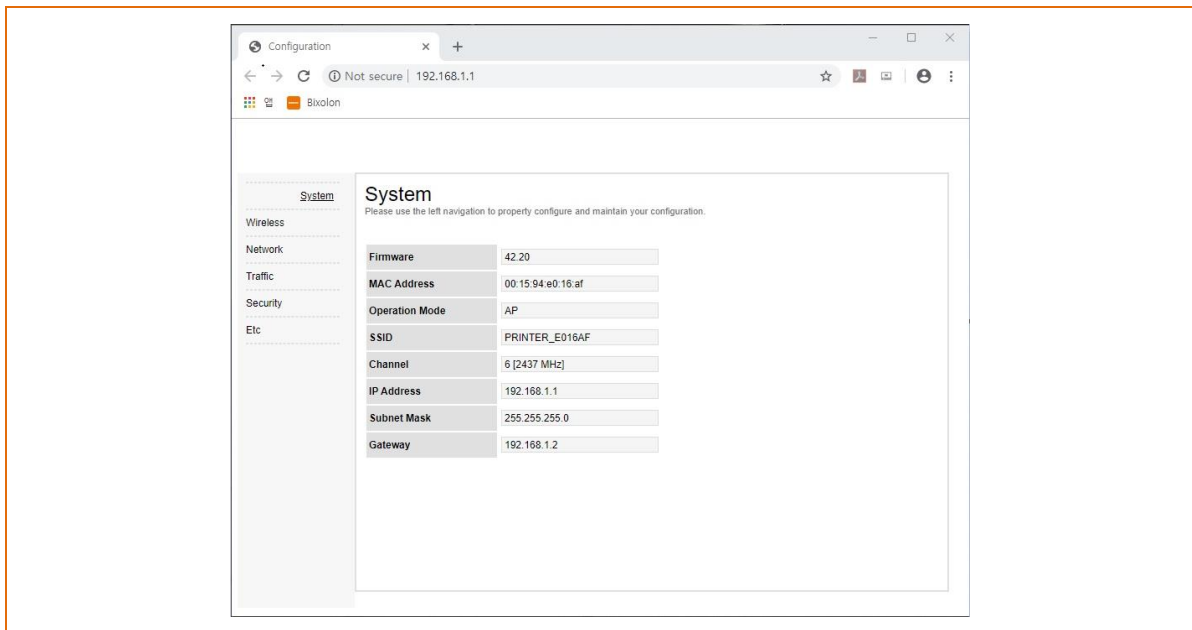 Configuration
Not secure | 192.168.1.1
앱 Bixolon
System
Wireless
Network
Traffic
Security
Etc
System
Please use the left navigation to property configure and maintain your configuration.
Firmware 42.20
MAC Address 00:15:94:e0:16:af
Operation Mode AP
SSID PRINTER_E016AF
Channel 6 [2437 MHz]
IP Address 192.168.1.1
Subnet Mask 255.255.255.0
Gateway 192.168.1.2